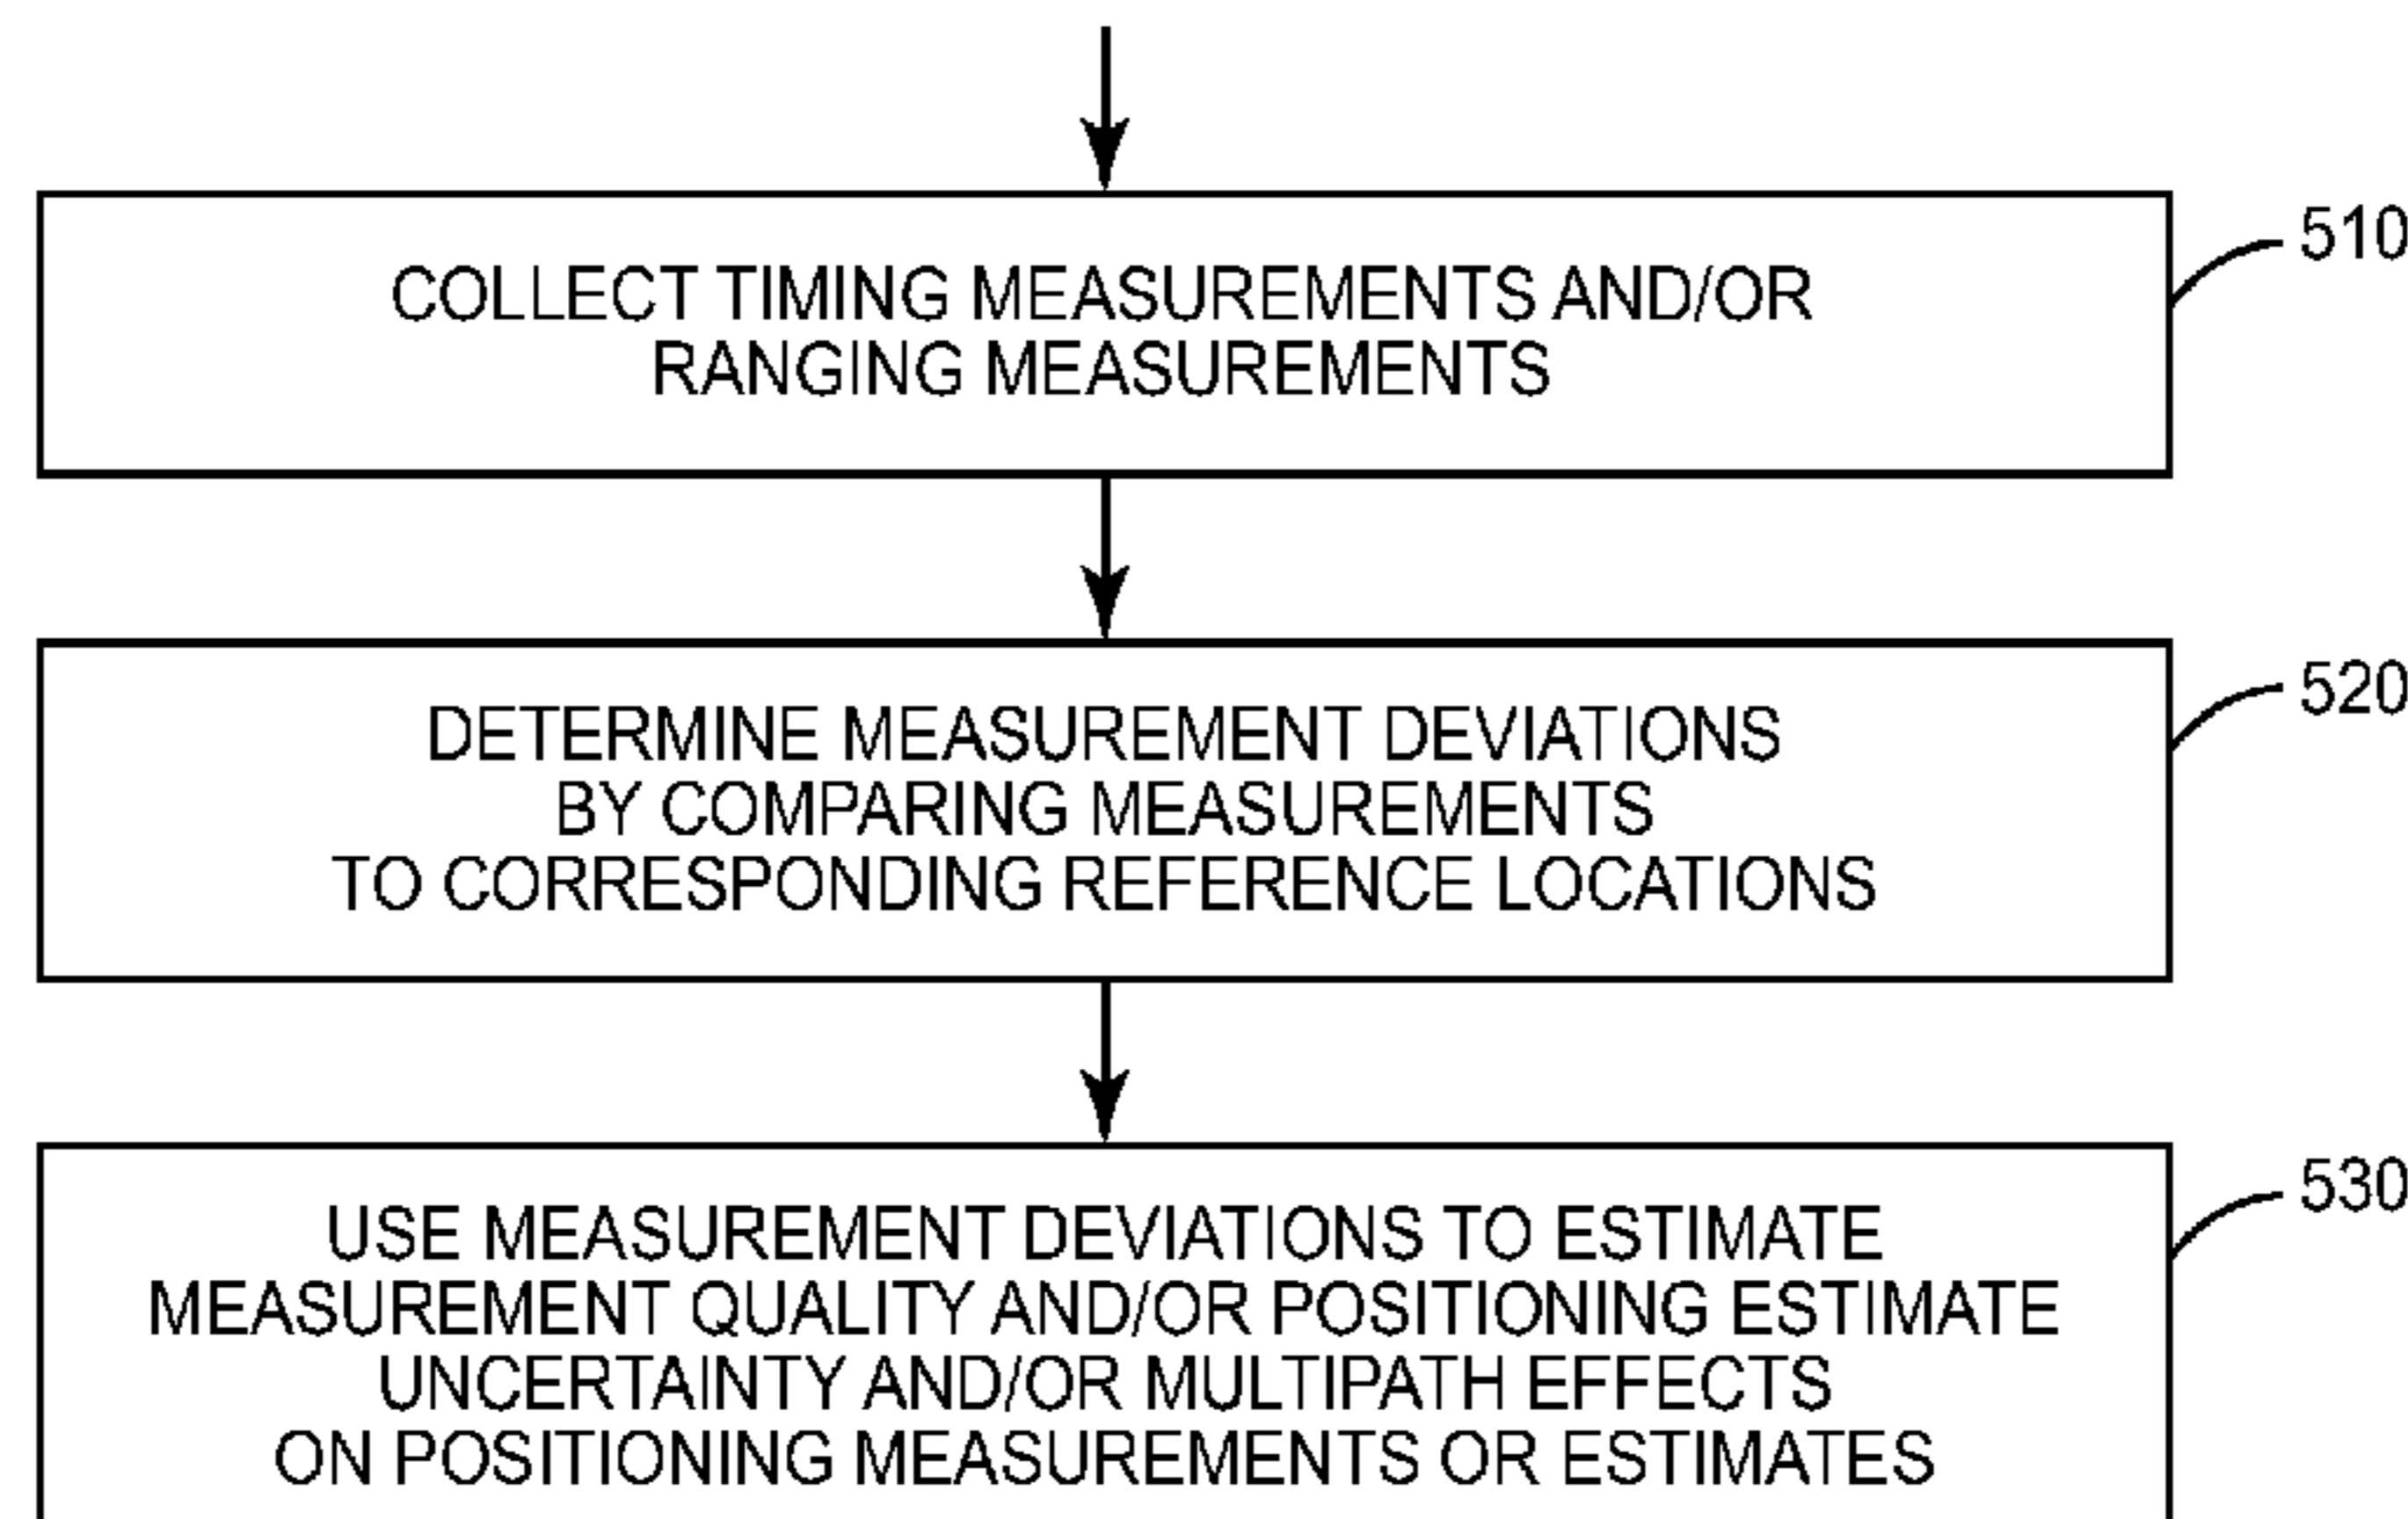 510
COLLECT TIMING MEASUREMENTS AND/OR
RANGING MEASUREMENTS
520
DETERMINE MEASUREMENT DEVIATIONS
BY COMPARING MEASUREMENTS
TO CORRESPONDING REFERENCE LOCATIONS
530
USE MEASUREMENT DEVIATIONS TO ESTIMATE
MEASUREMENT QUALITY AND/OR POSITIONING ESTIMATE
UNCERTAINTY AND/OR MULTIPATH EFFECTS
ON POSITIONING MEASUREMENTS OR ESTIMATES